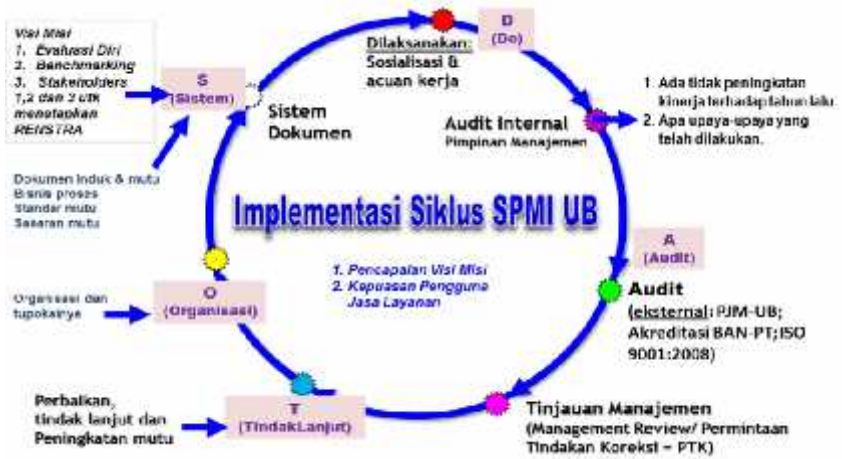 Visi Misi
1. Evaluasi Diri
2. Benchmarking
3. Stakeholders
1,2 dan 3 utk
menetapkan
RENSTRA
S
(Sistem)
Sistem
Dokumen
Dilaksanakan:
Sosialisasi &
acuan kerja
D
(Do)
Audit Internal
Pimpinan Manajemen
1. Ada tidak peningkatan
kinerja terhadap tahun lalu.
2. Apa upaya-upaya yang
telah dilakukan.
Dokumen Induk & mutu
Bisnis proses
Standar mutu
Sasaran mutu
Implementasi Siklus SPMI UB
1. Pencapaian Visi Misi
2. Kepuasan Pengguna
Jasa Layanan
A
(Audit)
Audit
(eksternal: PJM-UB;
Akreditasi BAN-PT;ISO
9001:2008)
Organisasi dan
tupoksinya
O
(Organisasi)
Perbaikan,
tindak lanjut dan
Peningkatan mutu
T
(TindakLanjut)
Tinjauan Manajemen
(Management Review/ Permintaan
Tindakan Koreksi – PTK)